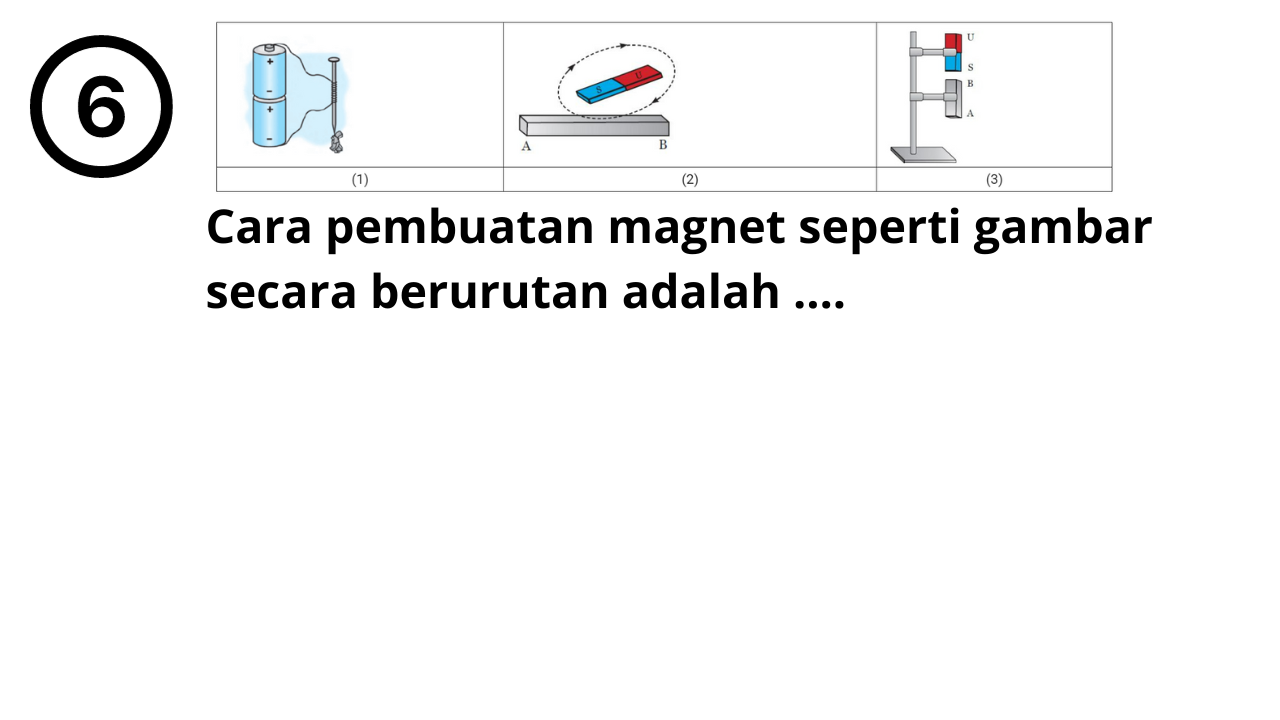 6
+
−
+
−
S
U
A
B
U
S
B
A
(1)
(2)
(3)
Cara pembuatan magnet seperti gambar
secara berurutan adalah ....